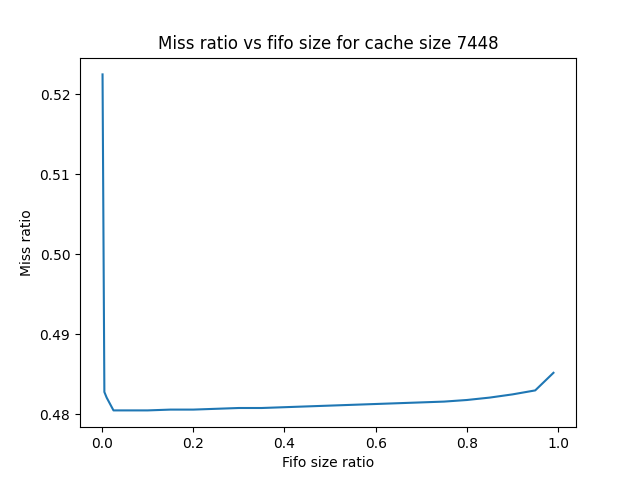 Miss ratio vs fifo size for cache size 7448
0.52
0.51
0.50
0.49
0.48
Miss ratio
0.0 0.2 0.4 0.6 0.8 1.0
Fifo size ratio